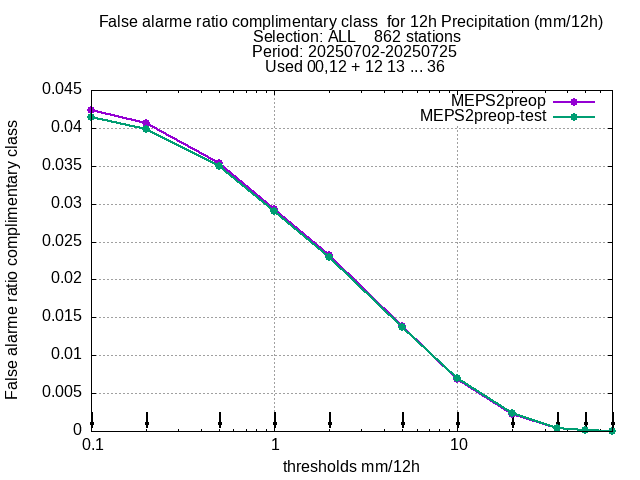 False alarme ratio complimentary class  for 12h Precipitation (mm/12h)
Selection: ALL    862 stations
Period: 20250702-20250725
Used 00,12 + 12 13 ... 36
MEPS2preop
MEPS2preop-test
False alarme ratio complimentary class
0.045
0.04
0.035
0.03
0.025
0.02
0.015
0.01
0.005
0
0.1
1
10
thresholds mm/12h